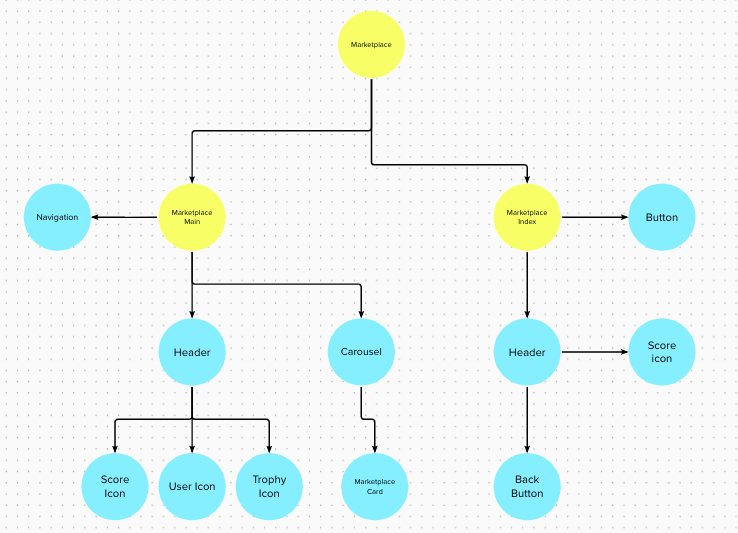 Marketplace
Navigation
Marketplace
Main
Marketplace
Index
Button
Header
Carousel
Header
Score
icon
Score
Icon
User Icon
Trophy
Icon
Marketplace
Card
Back
Button